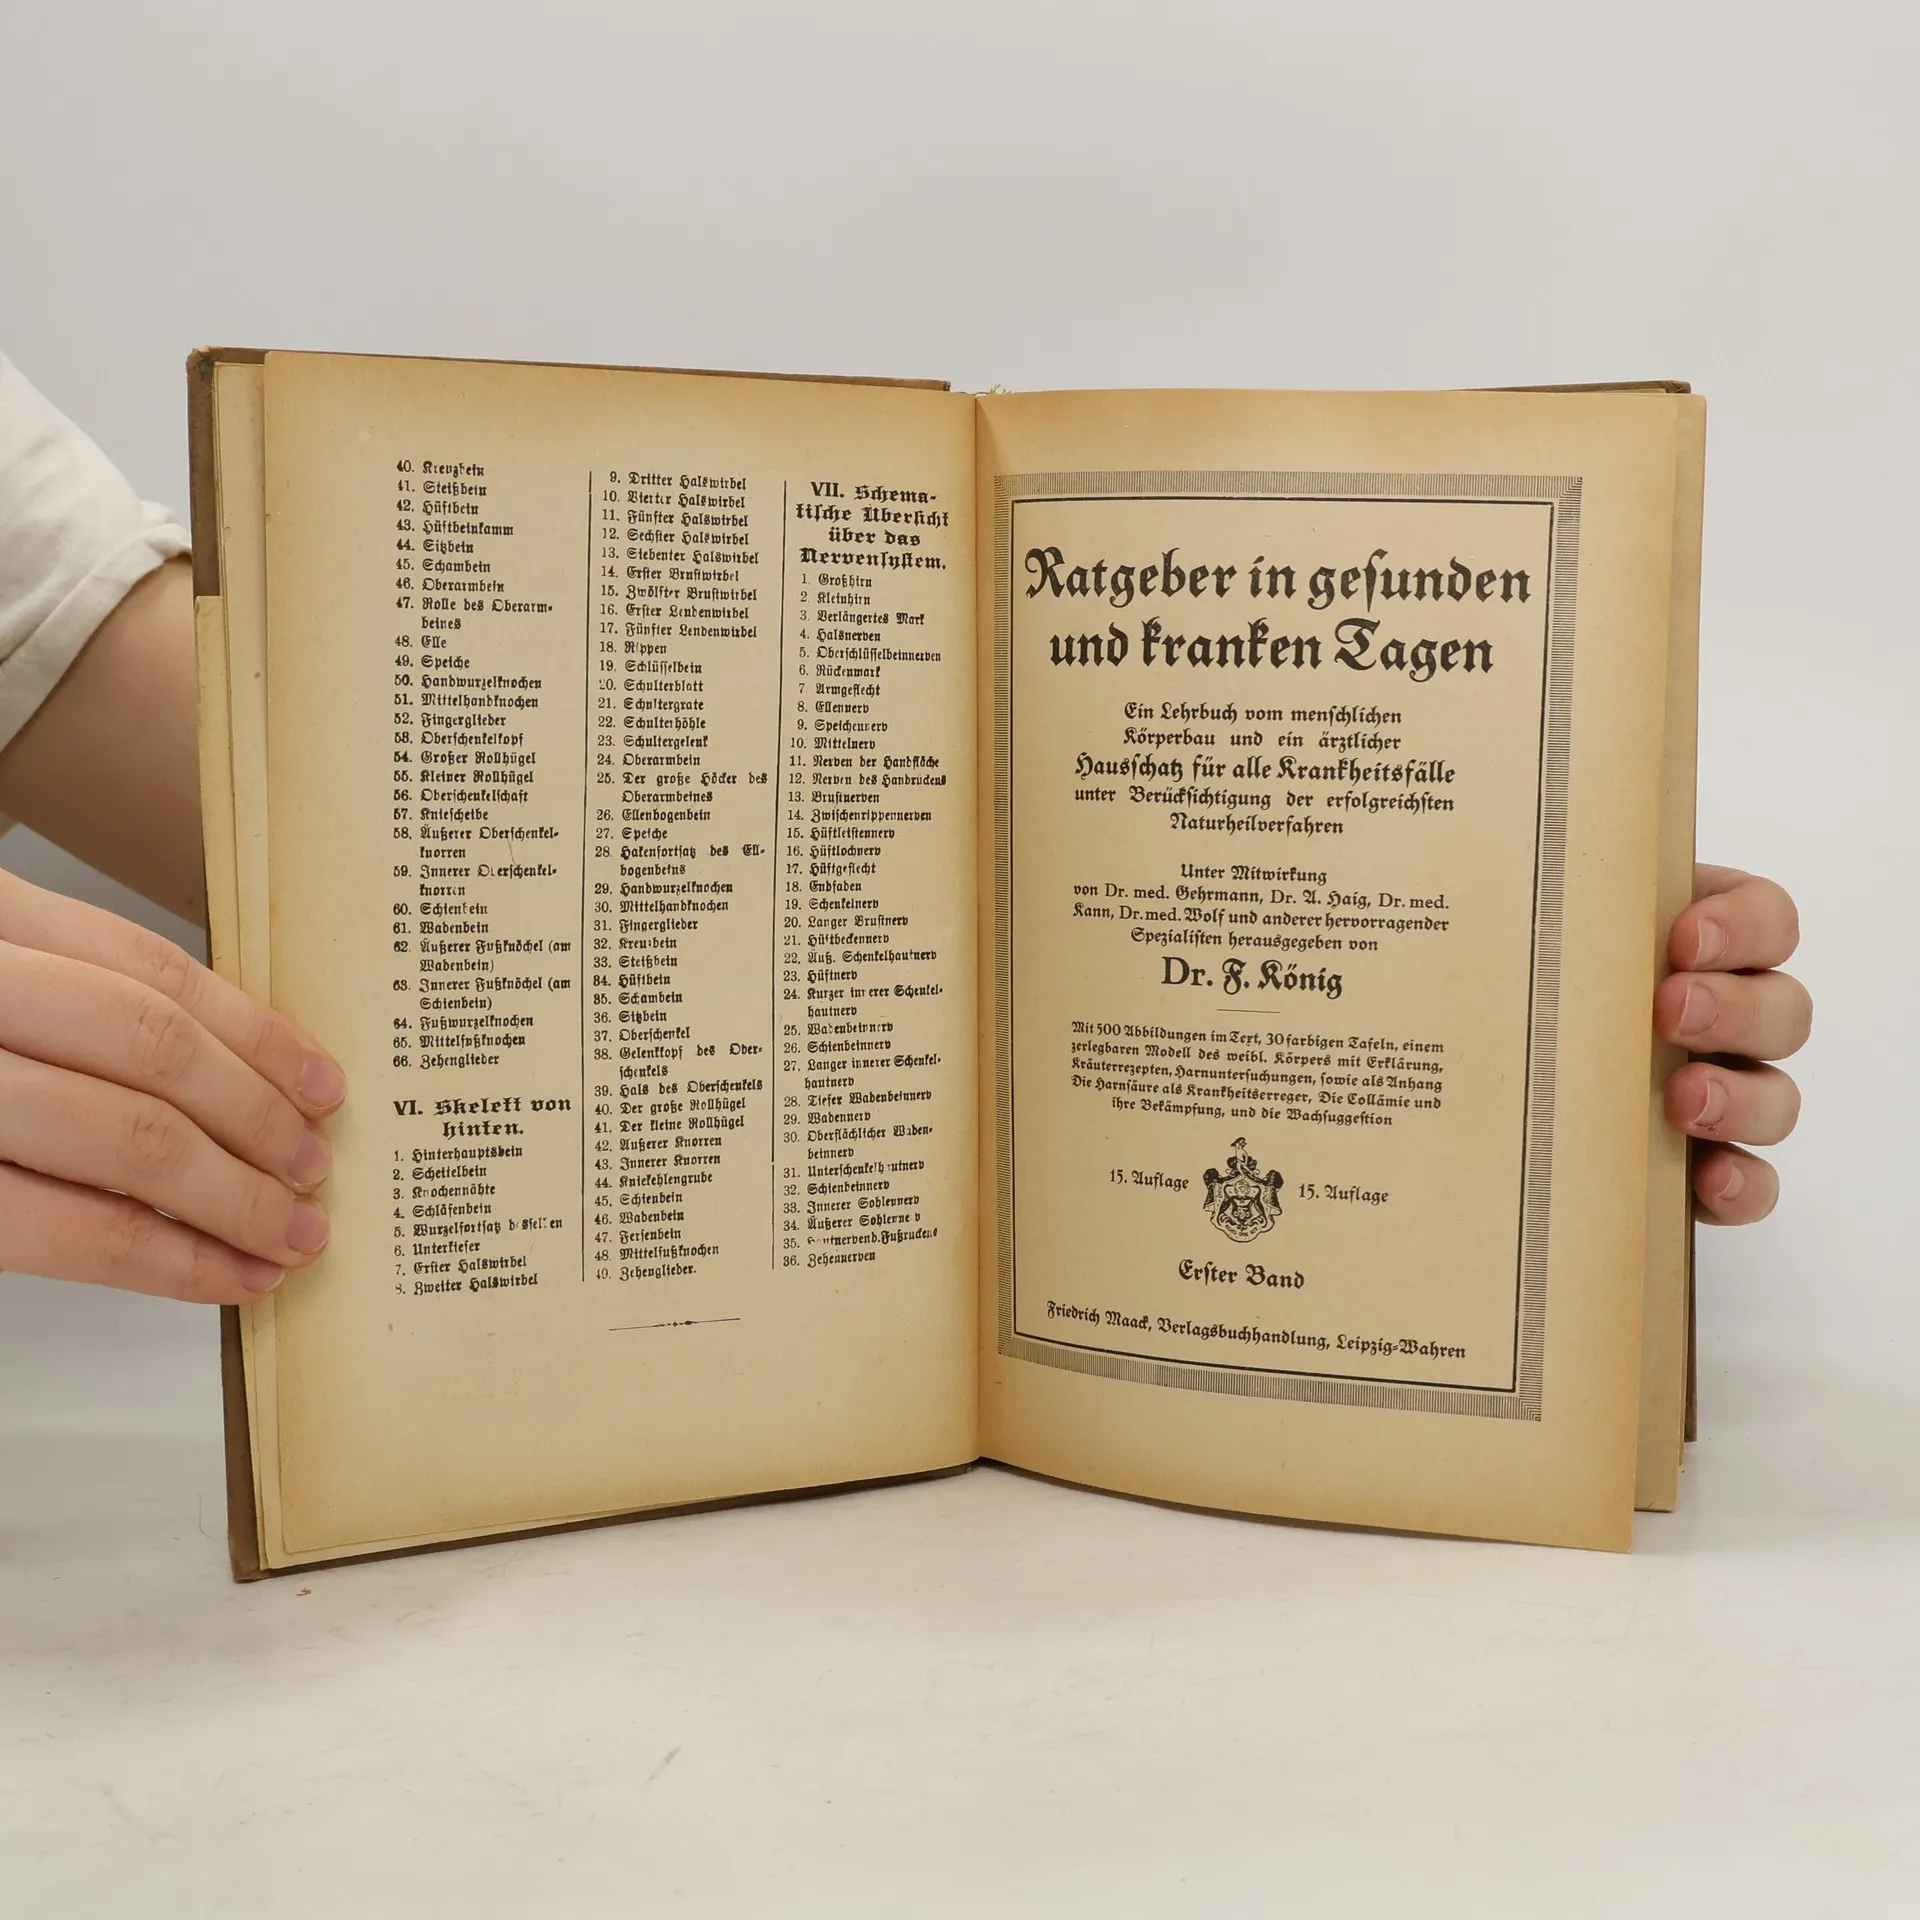 40. Kreuzbein
41. Steißbein
42. Hüftbein
43. Hüftbeinkamm
44. Sitzbein
45. Schambein
46. Oberarmbein
47. Rolle des Oberarm-
beines
48. Elle
49. Speiche
50. Handwurzelknochen
51. Mittelhandknochen
52. Fingerglieder
53. Oberschenkelkopf
54. Großer Rollhügel
55. Kleiner Rollhügel
56. Oberschenkelschaft
57. Kniescheibe
58. Äußerer Oberschenkel-
knorren
59. Innerer Oberschenkel-
knorren
60. Schienbein
61. Wadenbein
62. Äußerer Fußknöchel (am
Wadenbein)
63. Innerer Fußknöchel (am
Schienbein)
64. Fußwurzelknochen
65. Mittelfußknochen
66. Zehenglieder
VI. Skelett von
hinten.
1. Hinterhauptsbein
2. Scheitelbein
3. Knochennähte
4. Schläfenbein
5. Wurzelfortsatz desselben
6. Unterkiefer
7. Erster Halswirbel
8. Zweiter Halswirbel
9. Dritter Halswirbel
10. Vierter Halswirbel
11. Fünfter Halswirbel
12. Sechster Halswirbel
13. Siebenter Halswirbel
14. Erster Brustwirbel
15. Zwölfter Brustwirbel
16. Erster Lendenwirbel
17. Fünfter Lendenwirbel
18. Rippen
19. Schlüsselbein
20. Schulterblatt
21. Schultergrate
22. Schulterhöhle
23. Schultergelenk
24. Oberarmbein
25. Der große Höcker des
Oberarmbeines
26. Ellenbogenbein
27. Speiche
28. Hakenfortsatz des Ell-
bogenbeins
29. Handwurzelknochen
30. Mittelhandknochen
31. Fingerglieder
32. Kreuzbein
33. Steißbein
34. Hüftbein
35. Schambein
36. Sitzbein
37. Oberschenkel
38. Gelenkkopf des Ober-
schenkels
39. Hals des Oberschenkels
40. Der große Rollhügel
41. Der kleine Rollhügel
42. Äußerer Knorren
43. Innerer Knorren
44. Kniekehlengrube
45. Schienbein
46. Wadenbein
47. Fersenbein
48. Mittelfußknochen
49. Zehenglieder.
VII. Schema-
tische Übersicht
über das
Nervensystem.
1. Großhirn
2. Kleinhirn
3. Verlängertes Mark
4. Halsnerven
5. Oberschlüsselbeinnerven
6. Rückenmark
7. Armgeflecht
8. Ellennerv
9. Speichennerv
10. Mittelnerv
11. Nerven der Handfläche
12. Nerven des Handrückens
13. Brustnerven
14. Zwischenrippennerven
15. Hüftleistennerv
16. Hüftlochnerv
17. Hüftgeflecht
18. Endfaden
19. Schenkelnerv
20. Langer Brustnerv
21. Hüftbeckennerv
22. Äuß. Schenkelhautnerv
23. Hüftnerv
24. Kurzer innerer Schenkel-
hautnerv
25. Wadenbeinnerv
26. Schienbeinnerv
27. Langer innerer Schenkel-
hautnerv
28. Tiefer Wadenbeinnerv
29. Wadennerv
30. Oberflächlicher Waden-
beinnerv
31. Unterschenkelhautnerv
32. Schienbeinnerv
33. Innerer Sohlennerv
34. Äußerer Sohlennerv
35. Hautnerven d. Fußrückens
36. Zehennerven
Ratgeber in gesunden
und kranken Tagen
Ein Lehrbuch vom menschlichen
Körperbau und ein ärztlicher
Hausschatz für alle Krankheitsfälle
unter Berücksichtigung der erfolgreichsten
Naturheilverfahren
Unter Mitwirkung
von Dr. med. Gehrmann, Dr. A. Haig, Dr. med.
Kann, Dr. med. Wolf und anderer hervorragender
Spezialisten herausgegeben von
Dr. F. König
Mit 500 Abbildungen im Text, 30 farbigen Tafeln, einem
zerlegbaren Modell des weibl. Körpers mit Erklärung,
Kräuterrezepten, Harnuntersuchungen, sowie als Anhang
Die Harnsäure als Krankheitserreger, Die Collämie und
ihre Bekämpfung, und die Wachsuggestion
15. Auflage 15. Auflage
Erster Band
Friedrich Maack, Verlagsbuchhandlung, Leipzig-Wahren